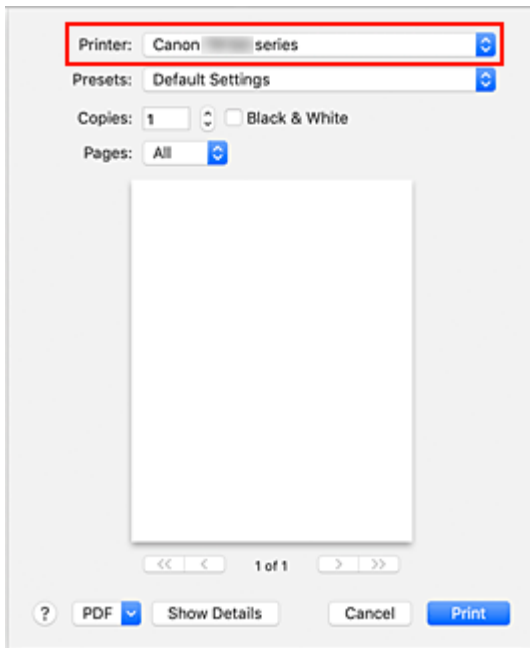 Printer: Canon series
Presets: Default Settings
Copies: 1 Black & White
Pages: All
<< < 1 of 1 > >>
? PDF Show Details Cancel Print